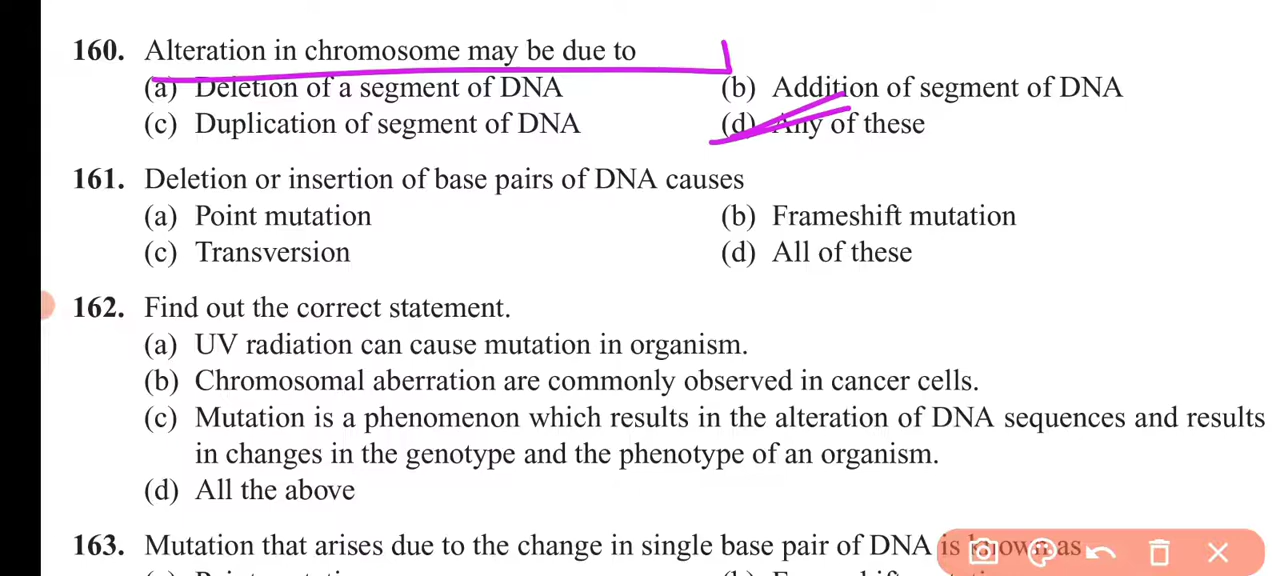 160. Alteration in chromosome may be due to
(a) Deletion of a segment of DNA (b) Addition of segment of DNA
(c) Duplication of segment of DNA (d) Any of these
161. Deletion or insertion of base pairs of DNA causes
(a) Point mutation (b) Frameshift mutation
(c) Transversion (d) All of these
162. Find out the correct statement.
(a) UV radiation can cause mutation in organism.
(b) Chromosomal aberration are commonly observed in cancer cells.
(c) Mutation is a phenomenon which results in the alteration of DNA sequences and results
in changes in the genotype and the phenotype of an organism.
(d) All the above
163. Mutation that arises due to the change in single base pair of DNA is known as